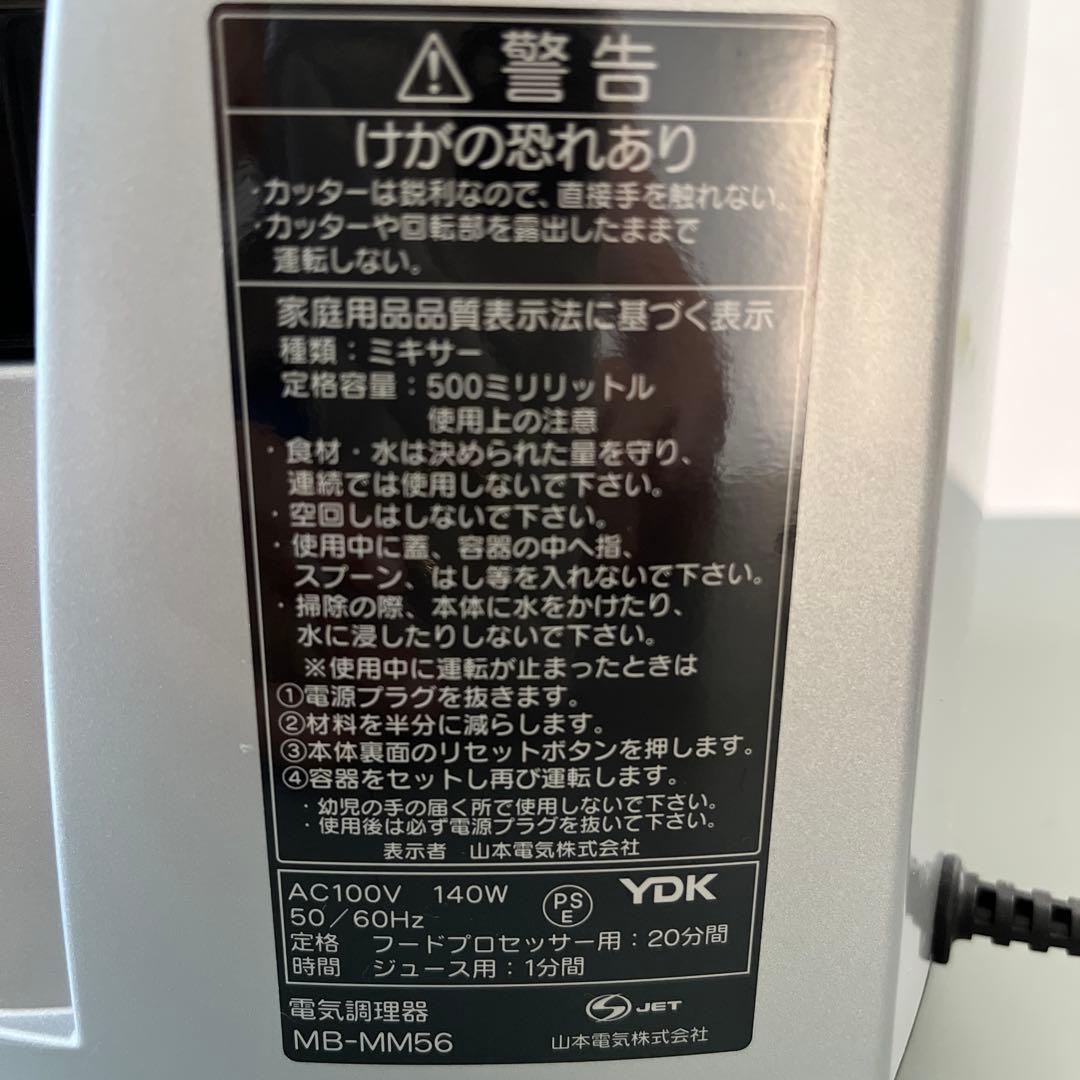 警告
けがの恐れあり
・カッターは鋭利なので、直接手を触れない。
・カッターや回転部を露出したままで
運転しない。
家庭用品品質表示法に基づく表示
種類：ミキサー
定格容量：500ミリリットル
使用上の注意
・食材・水は決められた量を守り、
連続では使用しないで下さい。
・空回しはしないで下さい。
・使用中に蓋、容器の中へ指、
スプーン、はし等を入れないで下さい。
・掃除の際、本体に水をかけたり、
水に浸したりしないで下さい。
※使用中に運転が止まったときは
①電源プラグを抜きます。
②材料を半分に減らします。
③本体裏面のリセットボタンを押します。
④容器をセットし再び運転します。
・幼児の手の届く所で使用しないで下さい。
・使用後は必ず電源プラグを抜いて下さい。
表示者 山本電気株式会社
AC100V 140W PSE YDK
50／60Hz
定格 フードプロセッサー用：20分間
時間 ジュース用：1分間
電気調理器 JET
MB-MM56 山本電気株式会社